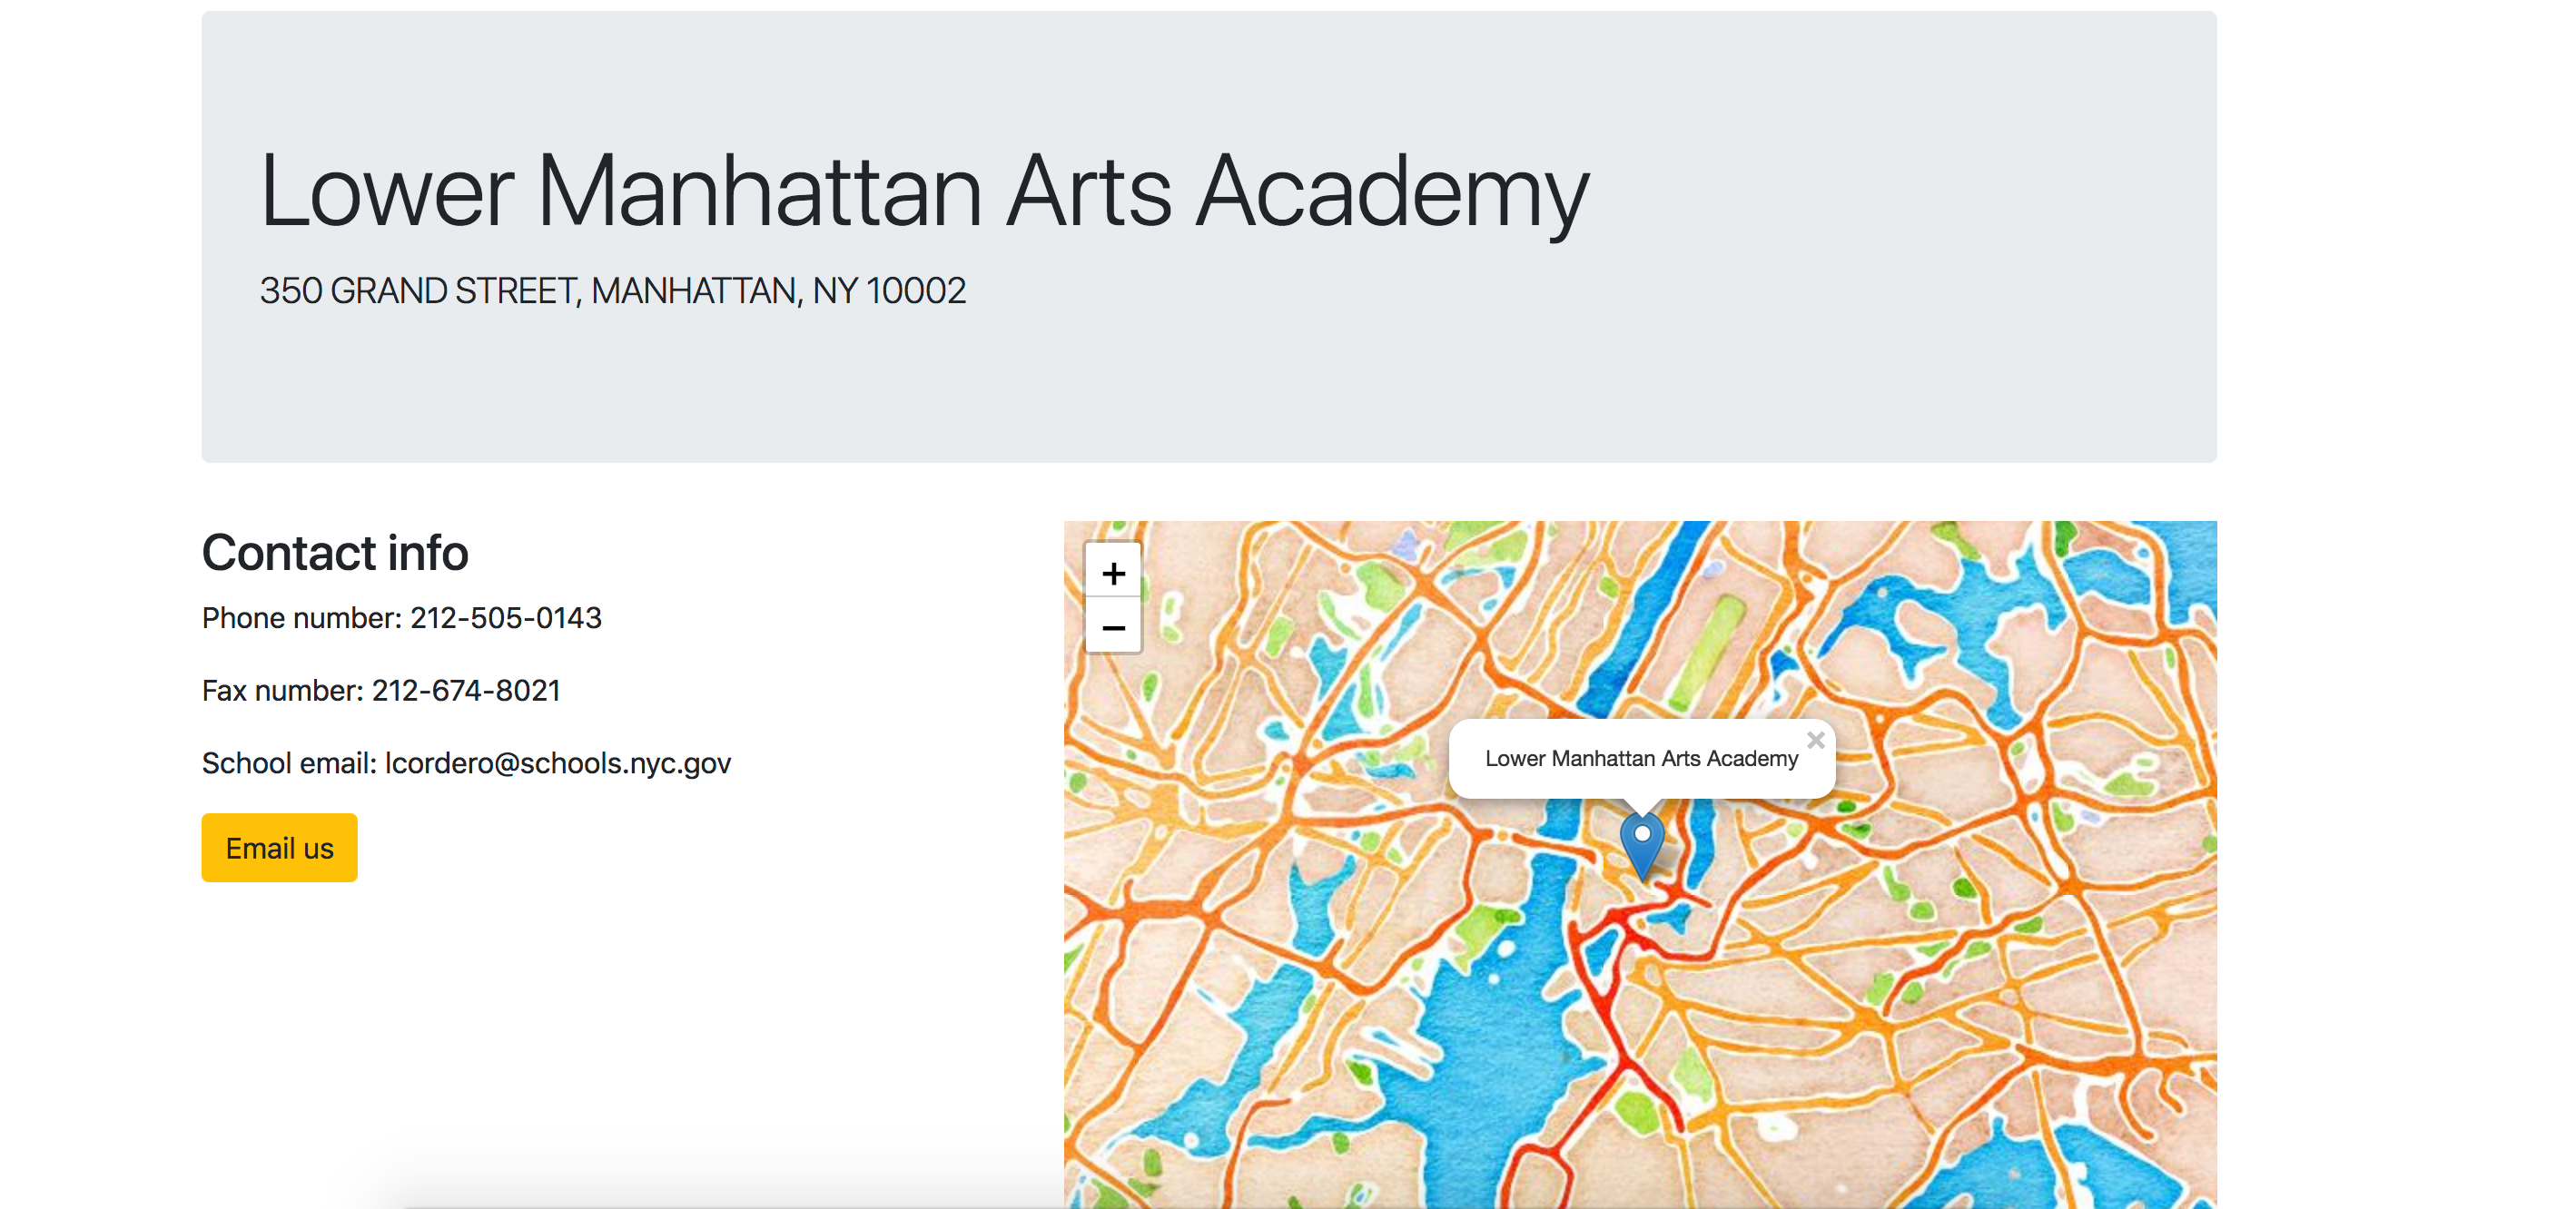 Lower Manhattan Arts Academy
350 GRAND STREET, MANHATTAN, NY 10002
Contact info
Phone number: 212-505-0143
Fax number: 212-674-8021
School email: lcordero@schools.nyc.gov
Email us
+
−
Lower Manhattan Arts Academy ×